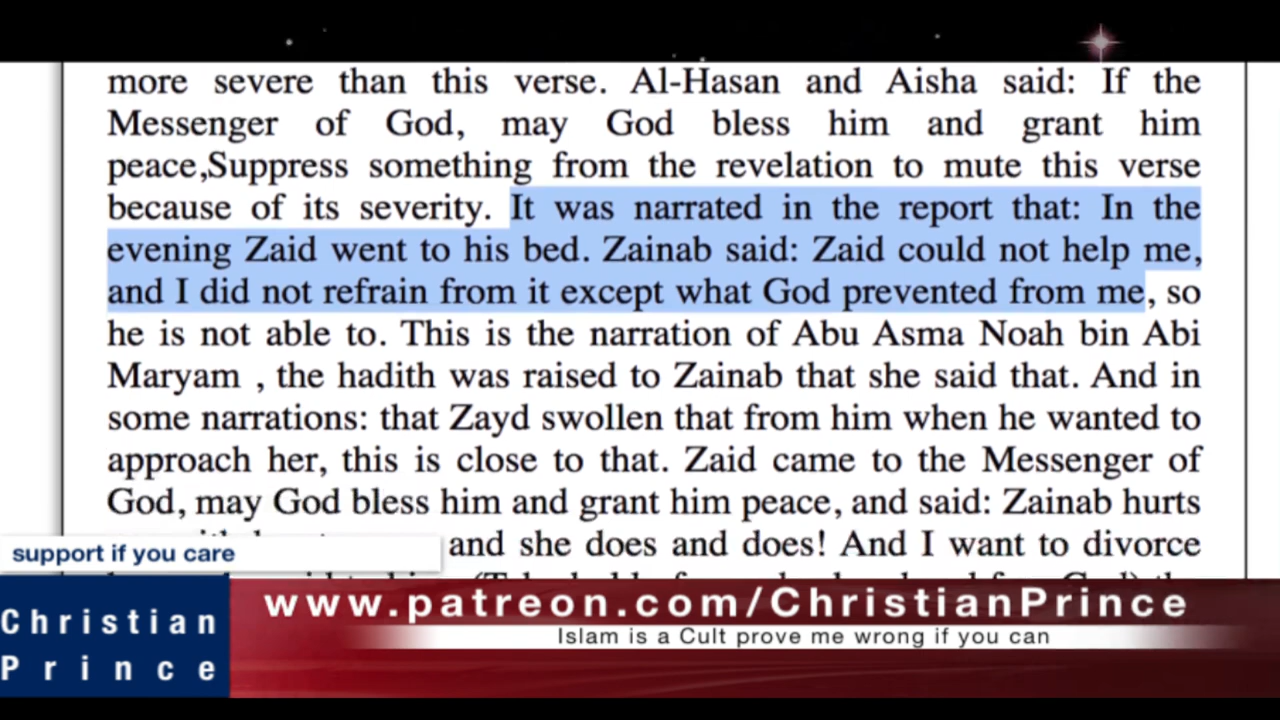 more severe than this verse. Al-Hasan and Aisha said: If the
Messenger of God, may God bless him and grant him
peace,Suppress something from the revelation to mute this verse
because of its severity. It was narrated in the report that: In the
evening Zaid went to his bed. Zainab said: Zaid could not help me,
and I did not refrain from it except what God prevented from me, so
he is not able to. This is the narration of Abu Asma Noah bin Abi
Maryam , the hadith was raised to Zainab that she said that. And in
some narrations: that Zayd swollen that from him when he wanted to
approach her, this is close to that. Zaid came to the Messenger of
God, may God bless him and grant him peace, and said: Zainab hurts
and she does and does! And I want to divorce
support if you care
Christian
Prince
www.patreon.com/ChristianPrince
Islam is a Cult prove me wrong if you can